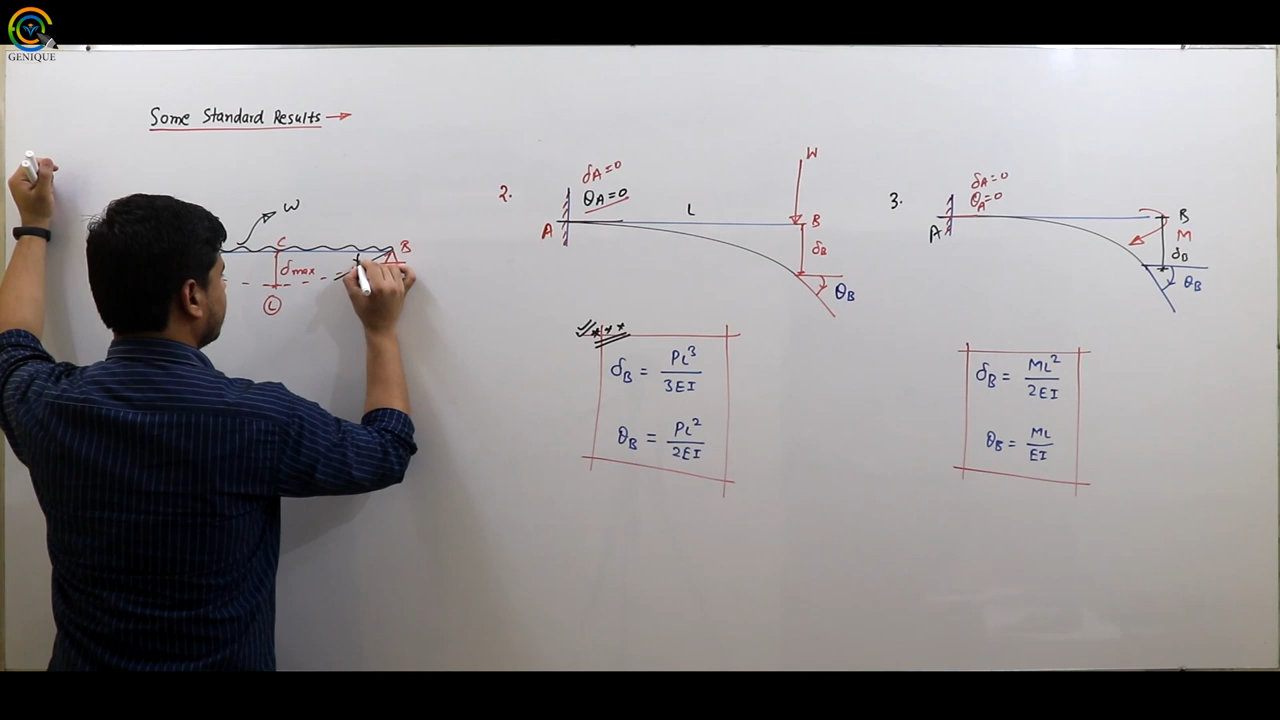 GENIQUE
Some Standard Results →
W
C
B
δmax
L
2.
δA=0
θA=0
A
L
W
B
δB
θB
δB = PL³/3EI
θB = PL²/2EI
3.
δA=0
θA=0
A
B
M
δB
θB
δB = ML²/2EI
θB = ML/EI